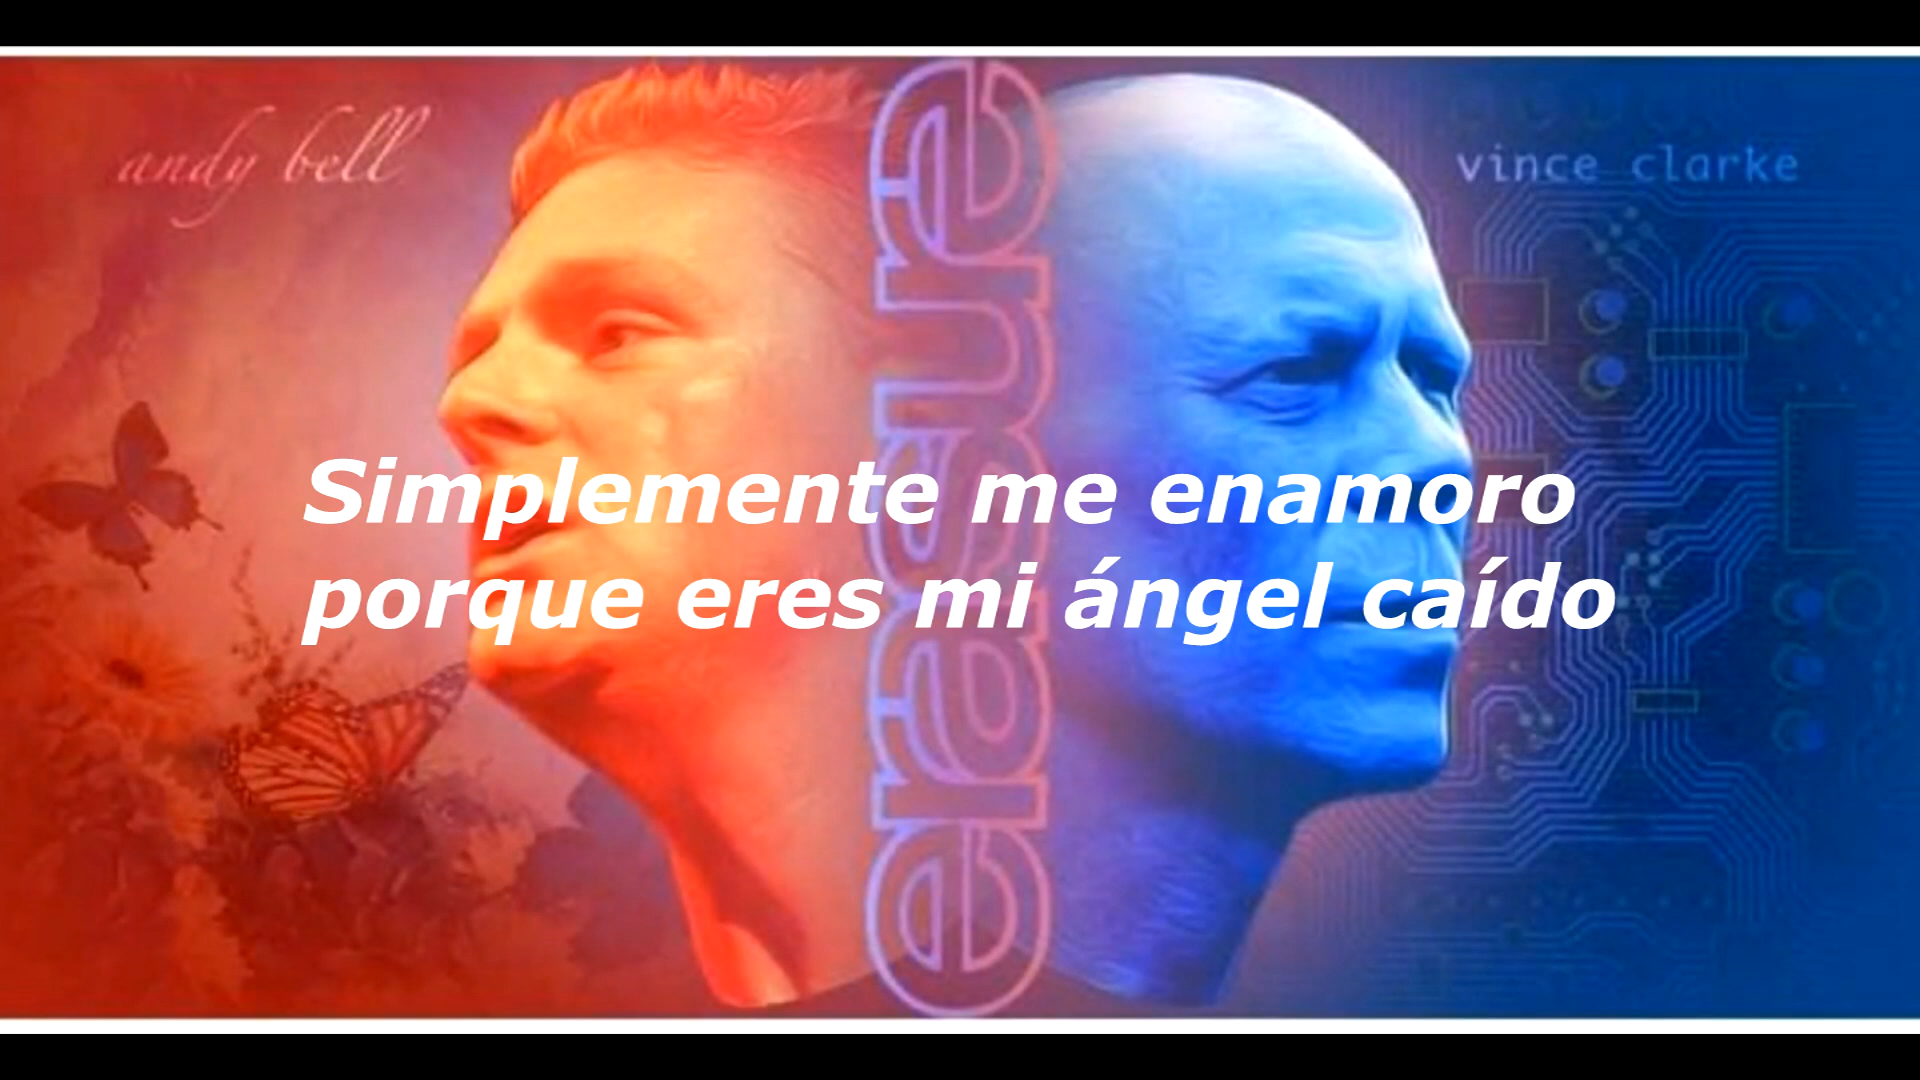 andy bell
erasure
vince clarke
Simplemente me enamoro
porque eres mi ángel caído